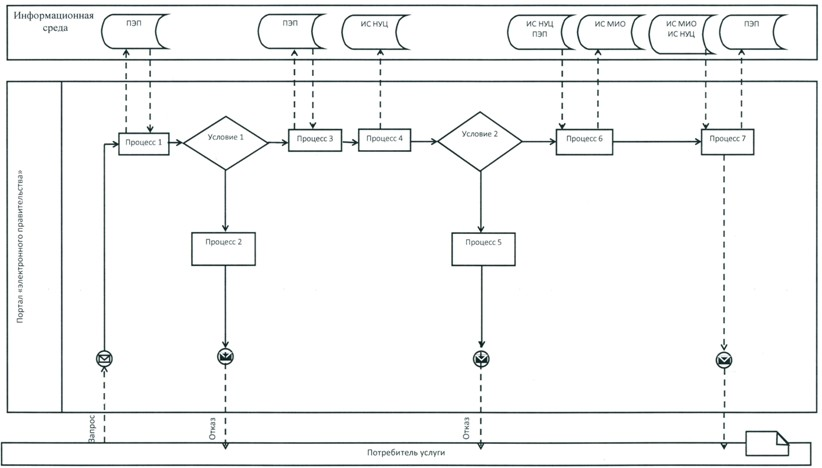 Информационная
среда
ПЭП
ПЭП
ИС НУЦ
ИС НУЦ
ПЭП
ИС МИО
ИС МИО
ИС НУЦ
ПЭП
Портал «электронного правительства»
Процесс 1
Условие 1
Процесс 3
Процесс 4
Условие 2
Процесс 6
Процесс 7
Процесс 2
Процесс 5
Запрос
Отказ
Отказ
Потребитель услуги